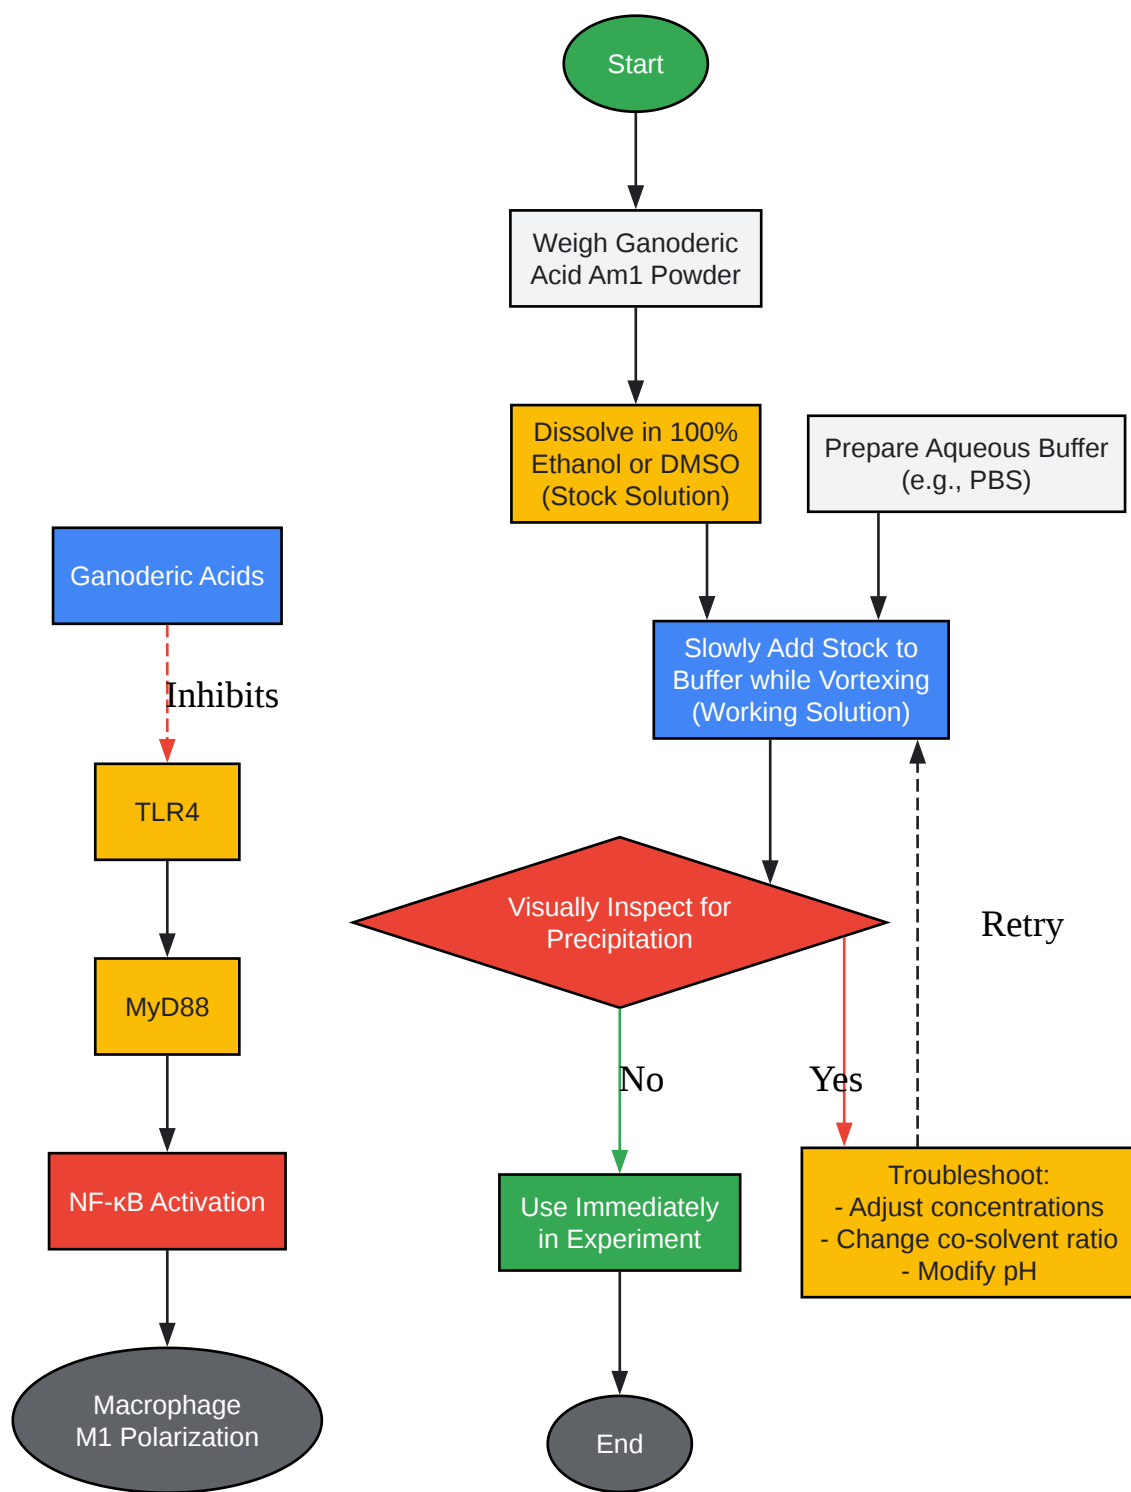 Start
Weigh Ganoderic
Acid Am1 Powder
Dissolve in 100%
Ethanol or DMSO
(Stock Solution)
Prepare Aqueous Buffer
(e.g., PBS)
Slowly Add Stock to
Buffer while Vortexing
(Working Solution)
Visually Inspect for
Precipitation
Retry
No
Yes
Use Immediately
in Experiment
Troubleshoot:
- Adjust concentrations
- Change co-solvent ratio
- Modify pH
End
Ganoderic Acids
Inhibits
TLR4
MyD88
NF-κB Activation
Macrophage
M1 Polarization